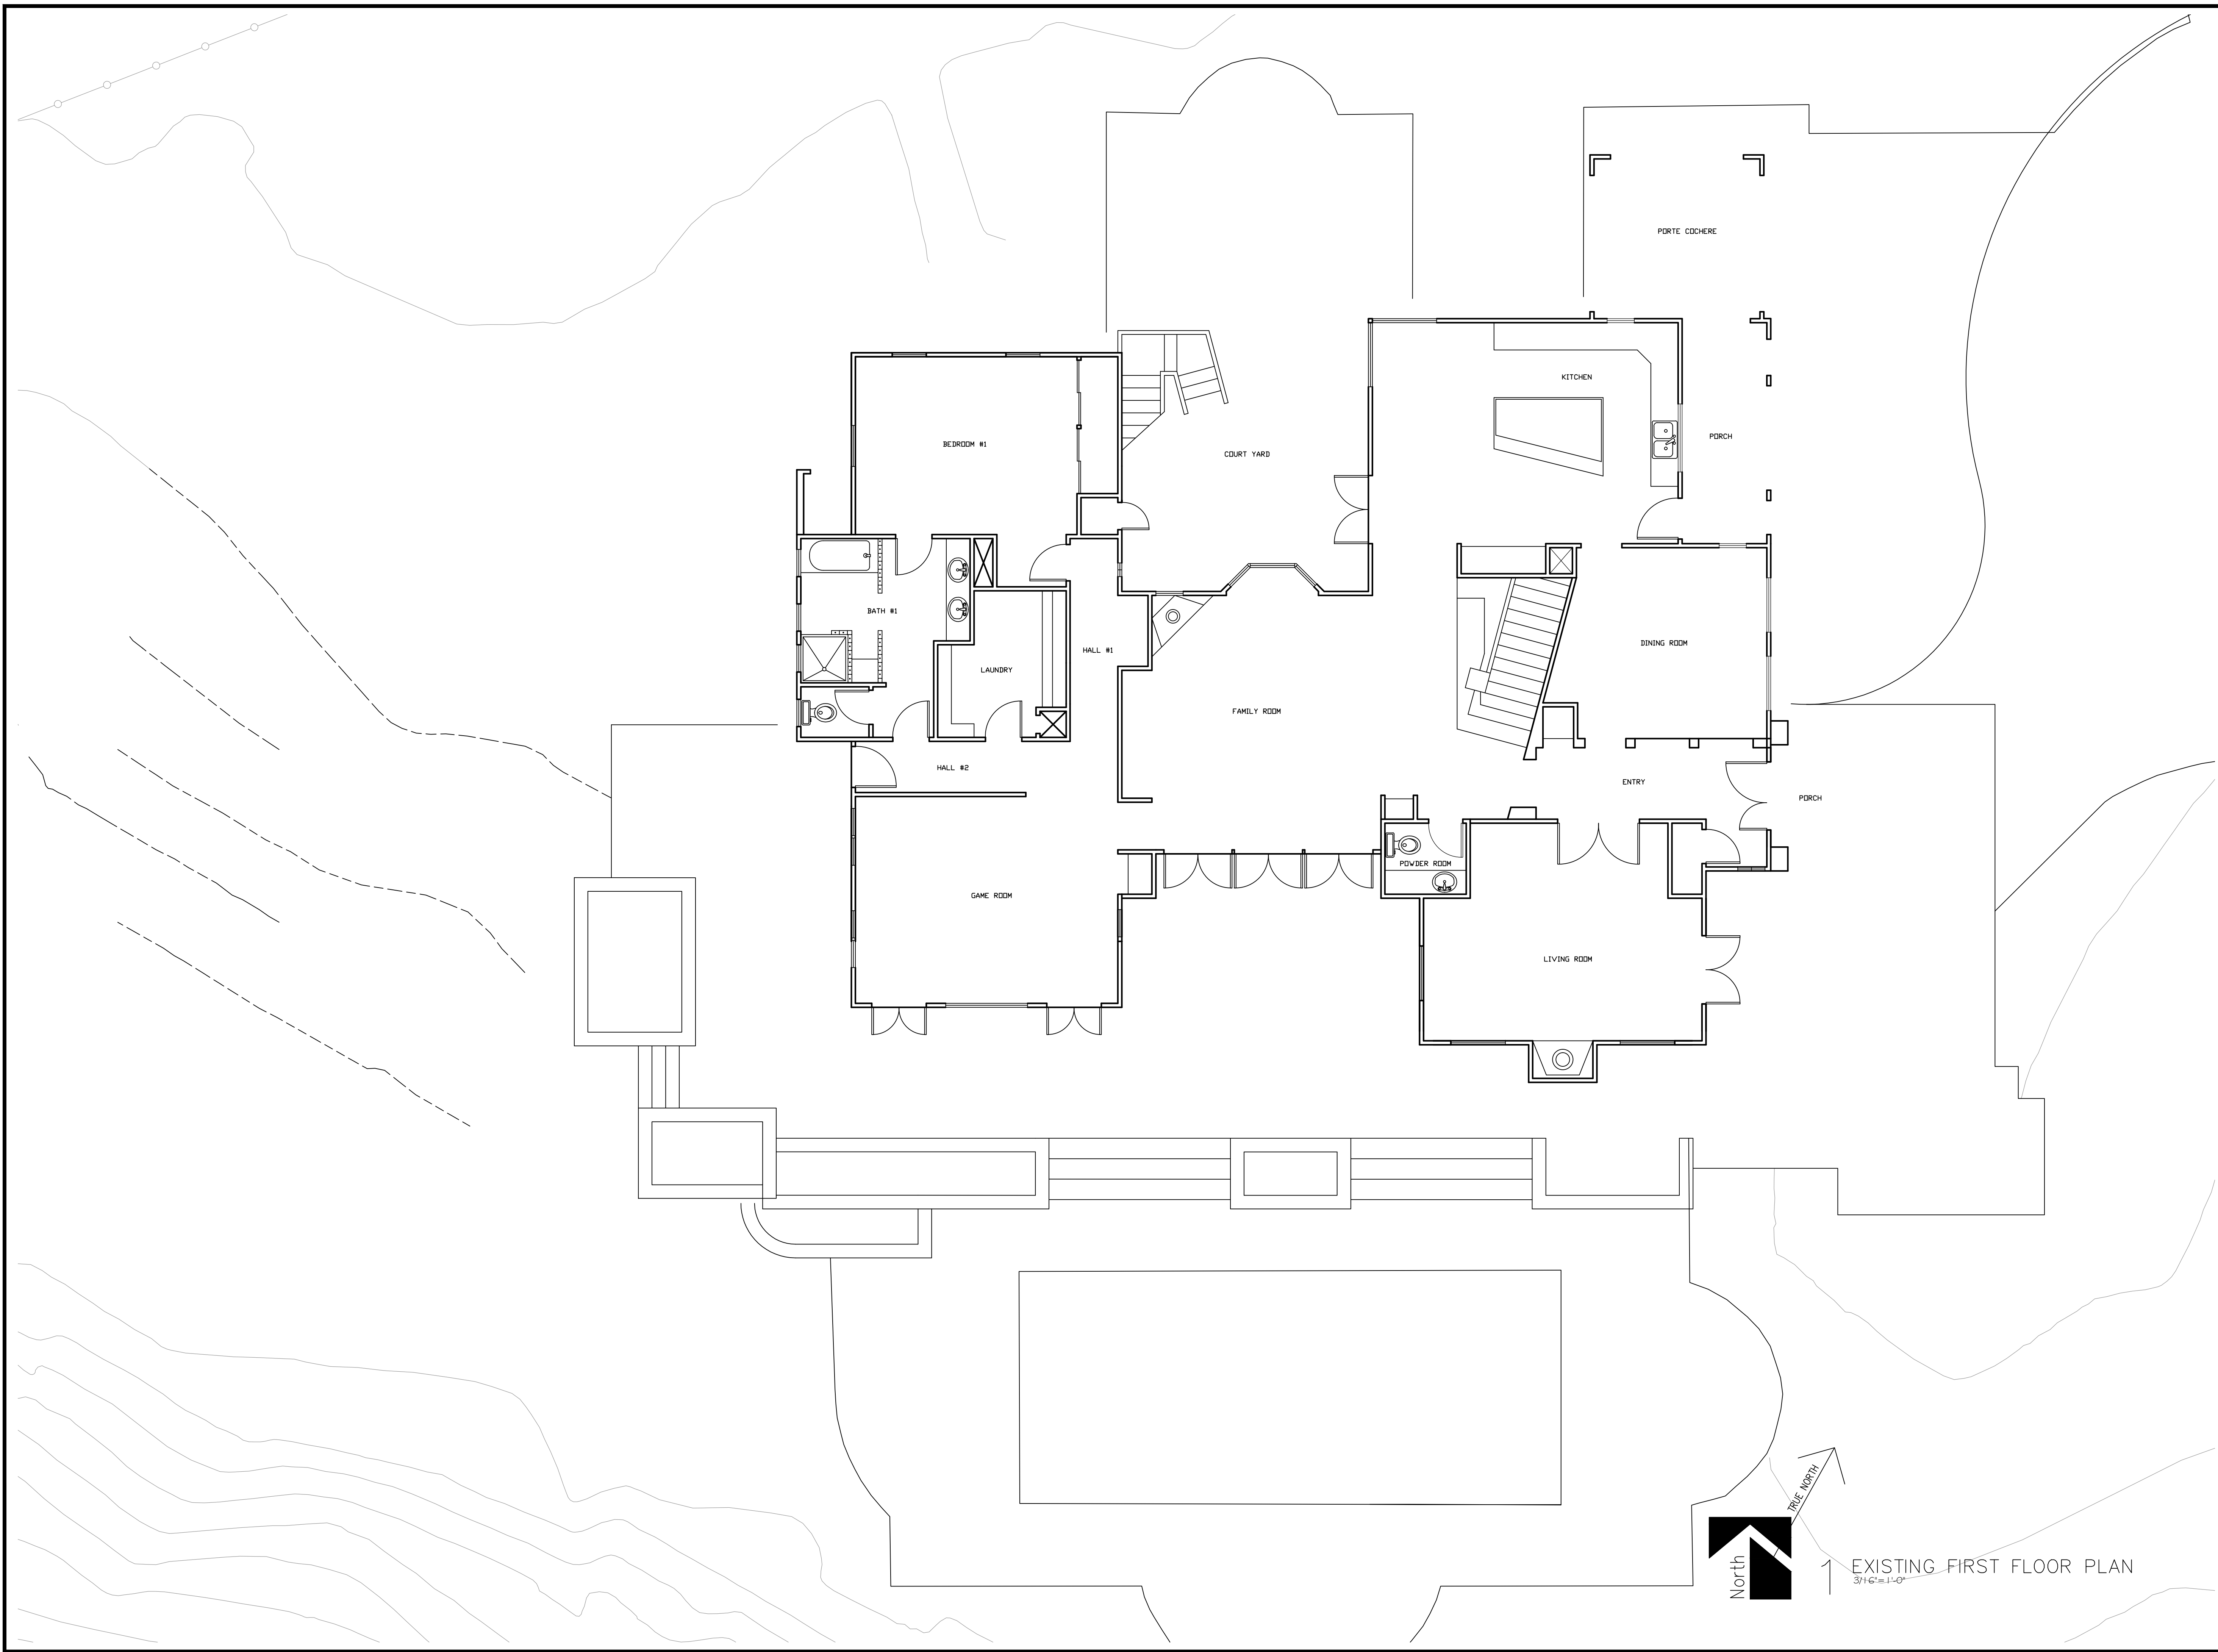 PORTE COCHERE
KITCHEN
PORCH
BEDROOM #1
COURT YARD
BATH #1
HALL #1
LAUNDRY
DINING ROOM
FAMILY ROOM
HALL #2
ENTRY
PORCH
POWDER ROOM
GAME ROOM
LIVING ROOM
TRUE NORTH
North
1
EXISTING FIRST FLOOR PLAN
3/16"=1'-0"